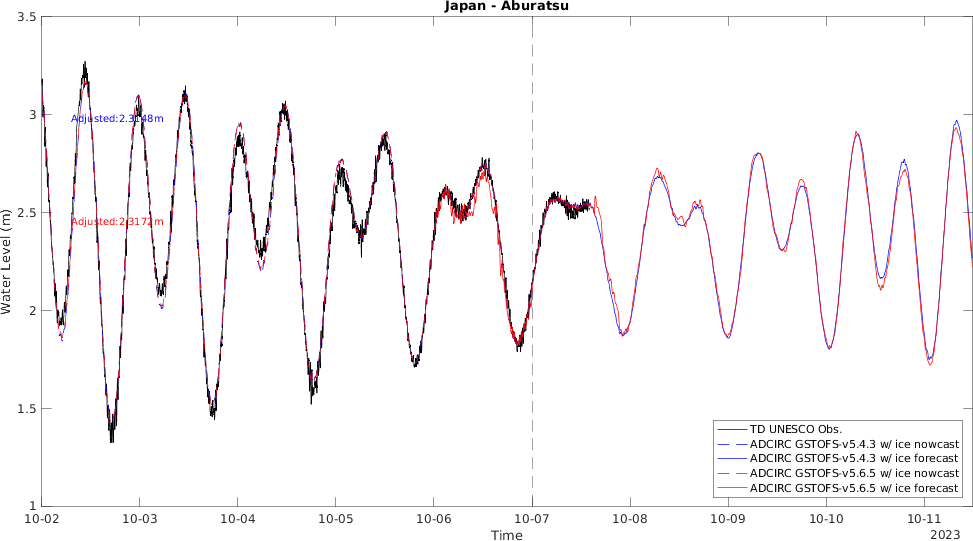 Japan - Aburatsu
Water Level (m)
3.5
3
2.5
2
1.5
1
Adjusted:2.3148m
Adjusted:2.3172m
TD UNESCO Obs.
ADCIRC GSTOFS-v5.4.3 w/ ice nowcast
ADCIRC GSTOFS-v5.4.3 w/ ice forecast
ADCIRC GSTOFS-v5.6.5 w/ ice nowcast
ADCIRC GSTOFS-v5.6.5 w/ ice forecast
10-02 10-03 10-04 10-05 10-06 10-07 10-08 10-09 10-10 10-11
Time
2023